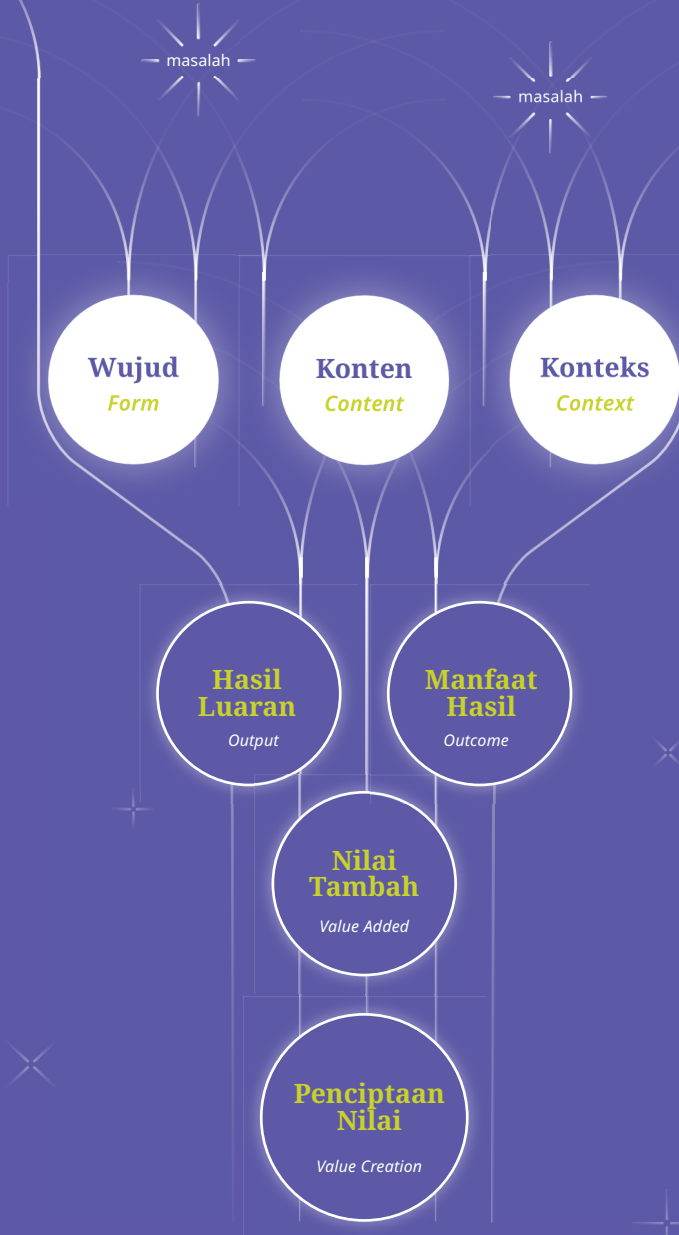 masalah
masalah
Wujud
Form
Konten
Content
Konteks
Context
Hasil
Luaran
Output
Manfaat
Hasil
Outcome
Nilai
Tambah
Value Added
Penciptaan
Nilai
Value Creation